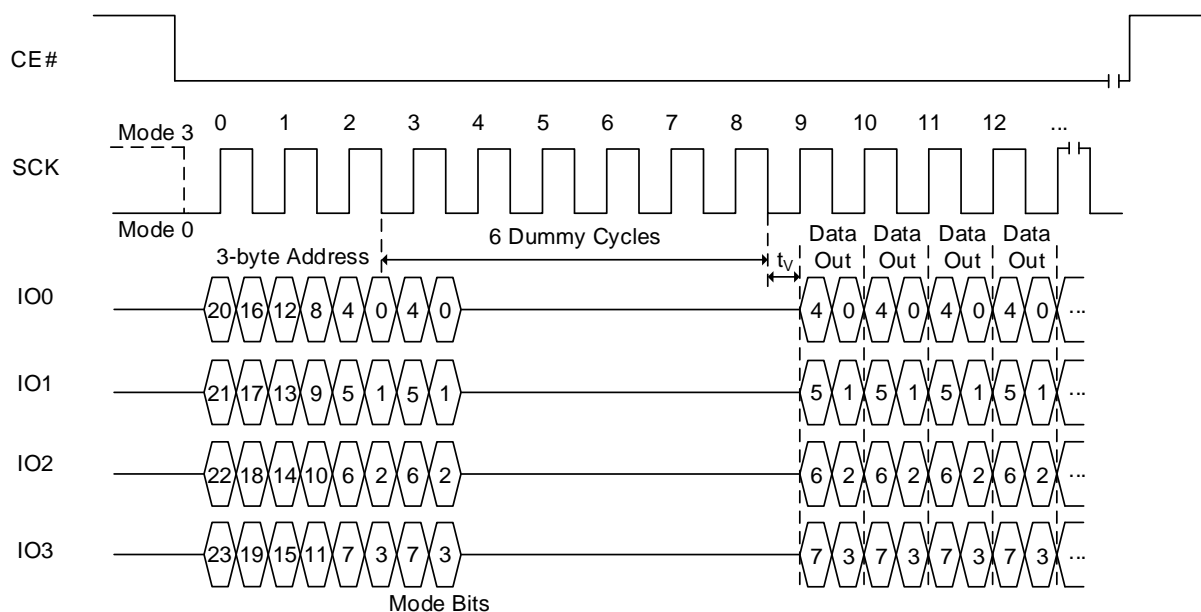 CE#
0 1 2 3 4 5 6 7 8 9 10 11 12 ...
Mode 3
SCK
Mode 0
6 Dummy Cycles
Data Data Data Data
3-byte Address
tV
Out Out Out Out
IO0
20 16 12 8 4 0 4 0 4 0 4 0 4 0 4 0 ...
IO1
21 17 13 9 5 1 5 1 5 1 5 1 5 1 5 1 ...
IO2
22 18 14 10 6 2 6 2 6 2 6 2 6 2 6 2 ...
IO3
23 19 15 11 7 3 7 3 7 3 7 3 7 3 7 3 ...
Mode Bits